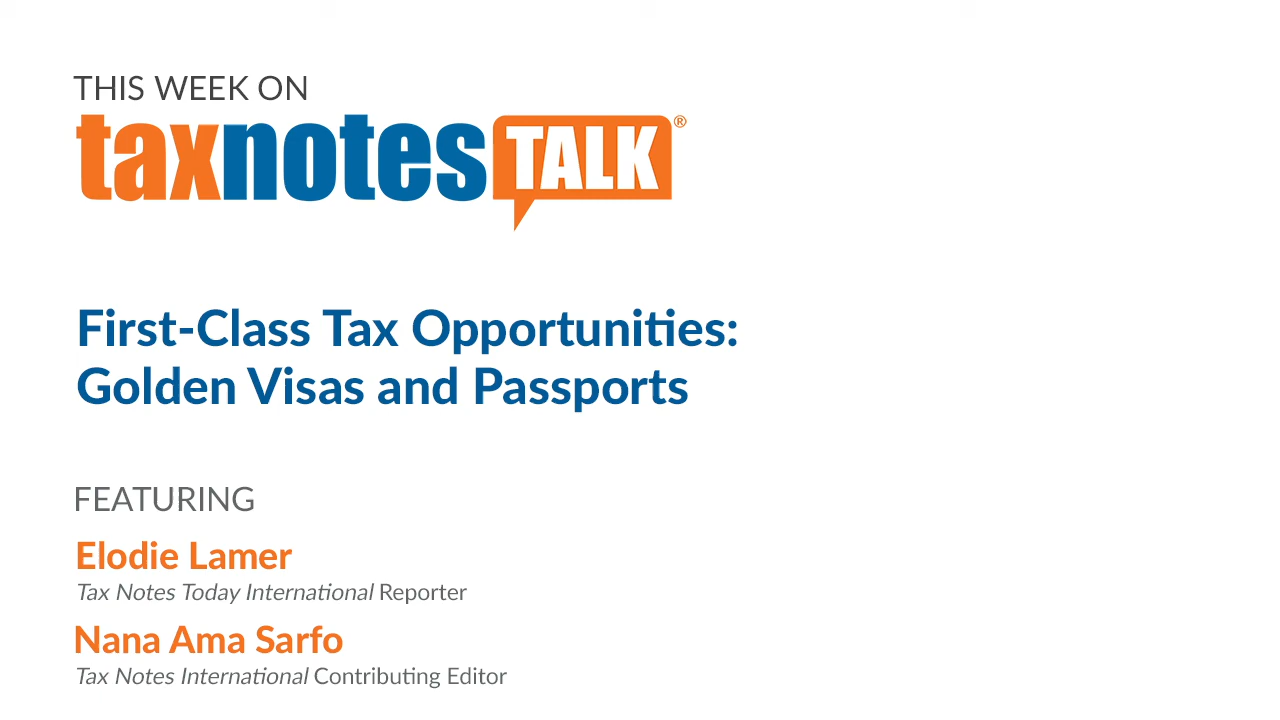 THIS WEEK ON
taxnotes TALK®
First-Class Tax Opportunities:
Golden Visas and Passports
FEATURING
Elodie Lamer
Tax Notes Today International Reporter
Nana Ama Sarfo
Tax Notes International Contributing Editor